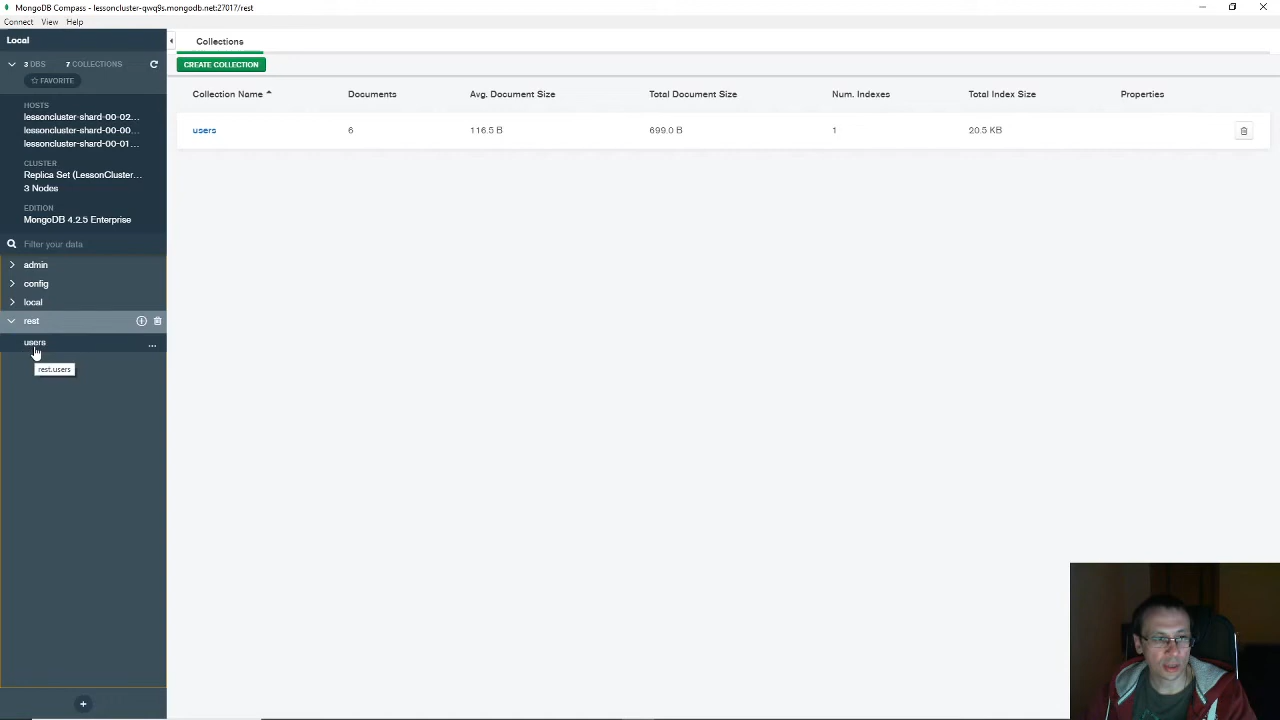 MongoDB Compass - lessoncluster-qwq9s.mongodb.net:27017/rest
Connect View Help
Local
3 DBS 7 COLLECTIONS
FAVORITE
HOSTS
lessoncluster-shard-00-02...
lessoncluster-shard-00-00...
lessoncluster-shard-00-01...
CLUSTER
Replica Set (LessonCluster...
3 Nodes
EDITION
MongoDB 4.2.5 Enterprise
Filter your data
admin
config
local
rest
users ...
rest.users
Collections
CREATE COLLECTION
Collection Name Documents Avg. Document Size Total Document Size Num. Indexes Total Index Size Properties
users 6 116.5 B 699.0 B 1 20.5 KB